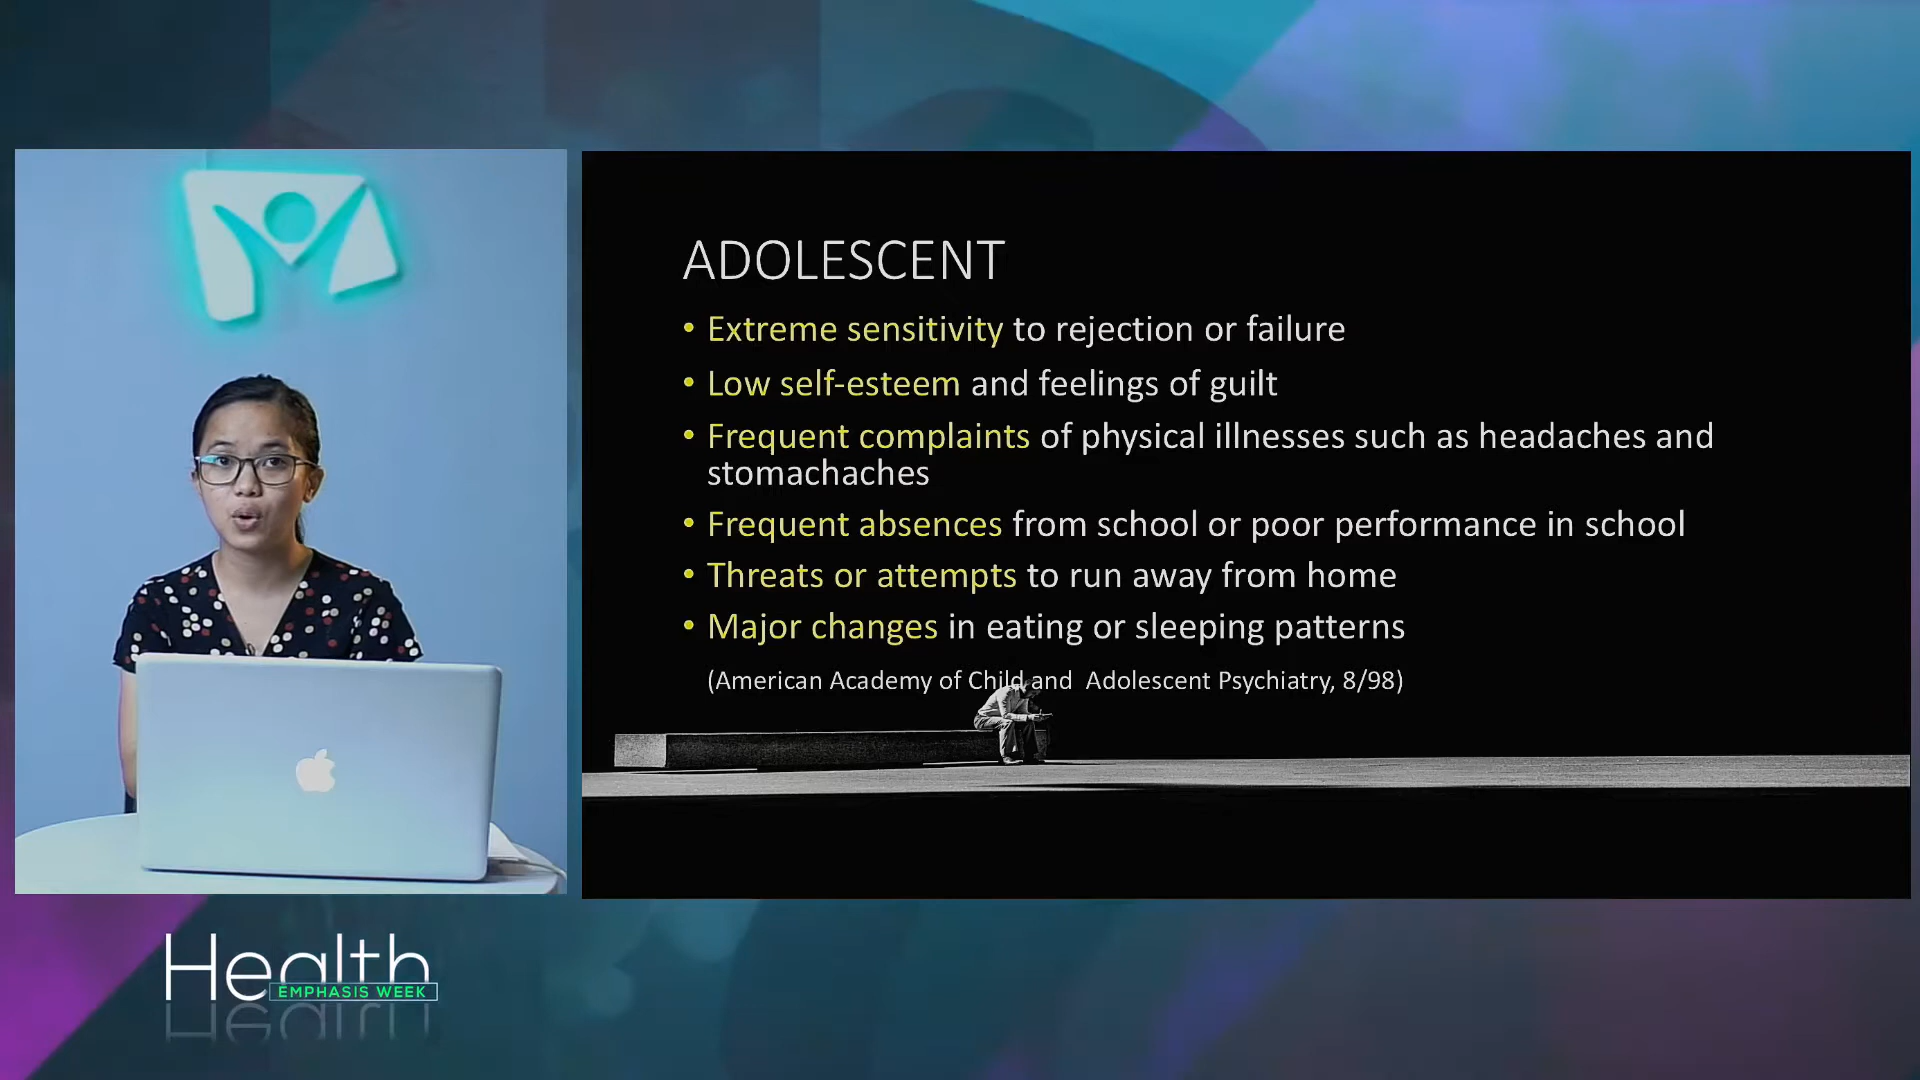 ADOLESCENT
• Extreme sensitivity to rejection or failure
• Low self-esteem and feelings of guilt
• Frequent complaints of physical illnesses such as headaches and
stomachaches
• Frequent absences from school or poor performance in school
• Threats or attempts to run away from home
• Major changes in eating or sleeping patterns
(American Academy of Child and Adolescent Psychiatry, 8/98)
Health
EMPHASIS WEEK